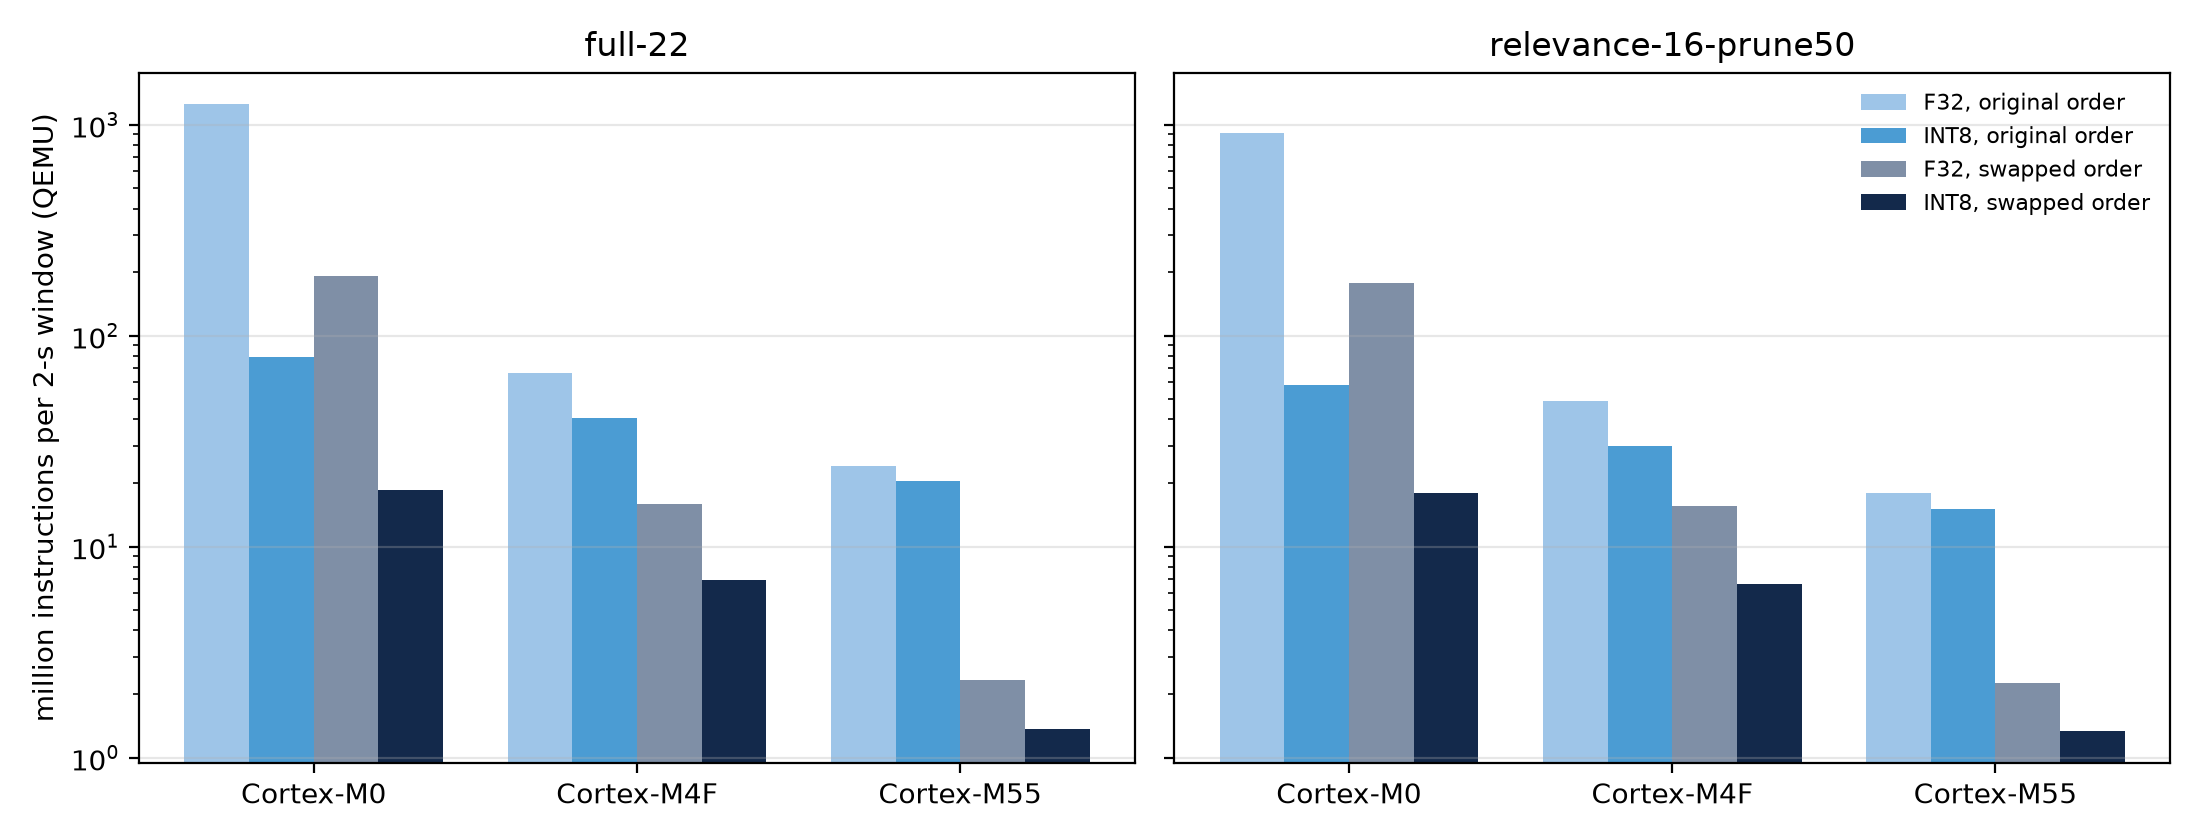 full-22
relevance-16-prune50
million instructions per 2-s window (QEMU)
10³
10²
10¹
10⁰
F32, original order
INT8, original order
F32, swapped order
INT8, swapped order
Cortex-M0
Cortex-M4F
Cortex-M55
Cortex-M0
Cortex-M4F
Cortex-M55